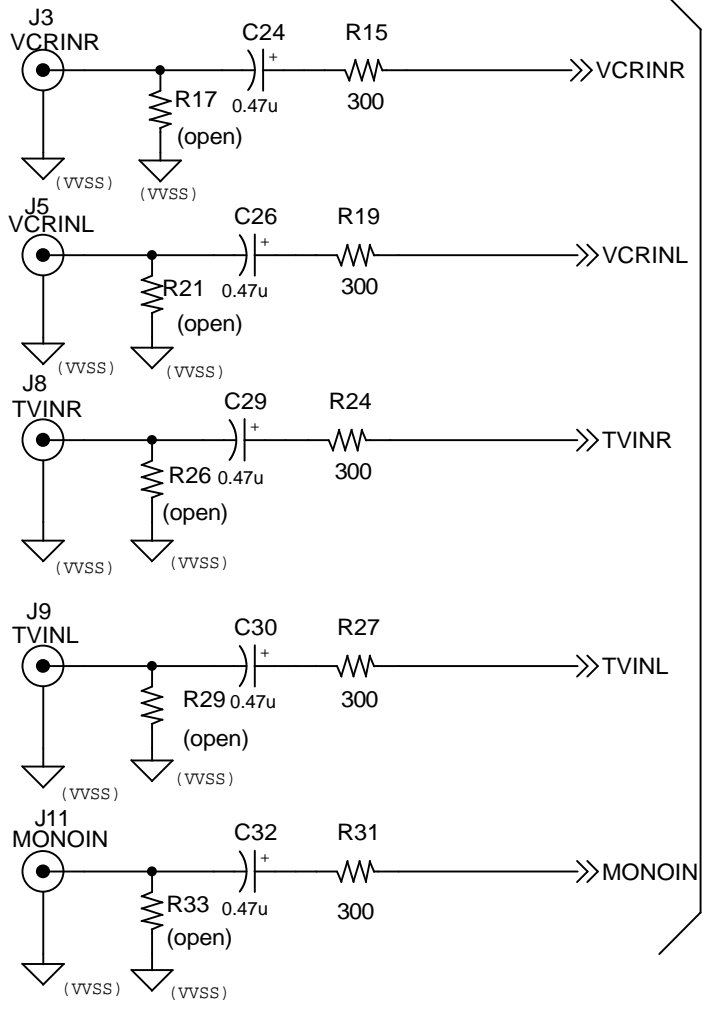 J3
VCRINR
C24
+
R15
VCRINR
R17
0.47u
300
(open)
(VVSS)
(VVSS)
J5
VCRINL
C26
+
R19
VCRINL
R21
0.47u
300
(open)
(VVSS)
(VVSS)
J8
TVINR
C29
+
R24
TVINR
R26
0.47u
300
(open)
(VVSS)
(VVSS)
J9
TVINL
C30
+
R27
TVINL
R29
0.47u
300
(open)
(VVSS)
(VVSS)
J11
MONOIN
C32
+
R31
MONOIN
R33
0.47u
300
(open)
(VVSS)
(VVSS)